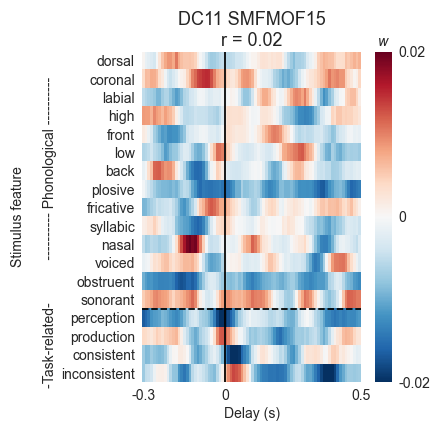 DC11 SMFMOF15
r = 0.02
w
Stimulus feature
---------- Phonological ----------
-Task-related-
dorsal
coronal
labial
high
front
low
back
plosive
fricative
syllabic
nasal
voiced
obstruent
sonorant
perception
production
consistent
inconsistent
0.02
0
-0.02
-0.3 0 0.5
Delay (s)